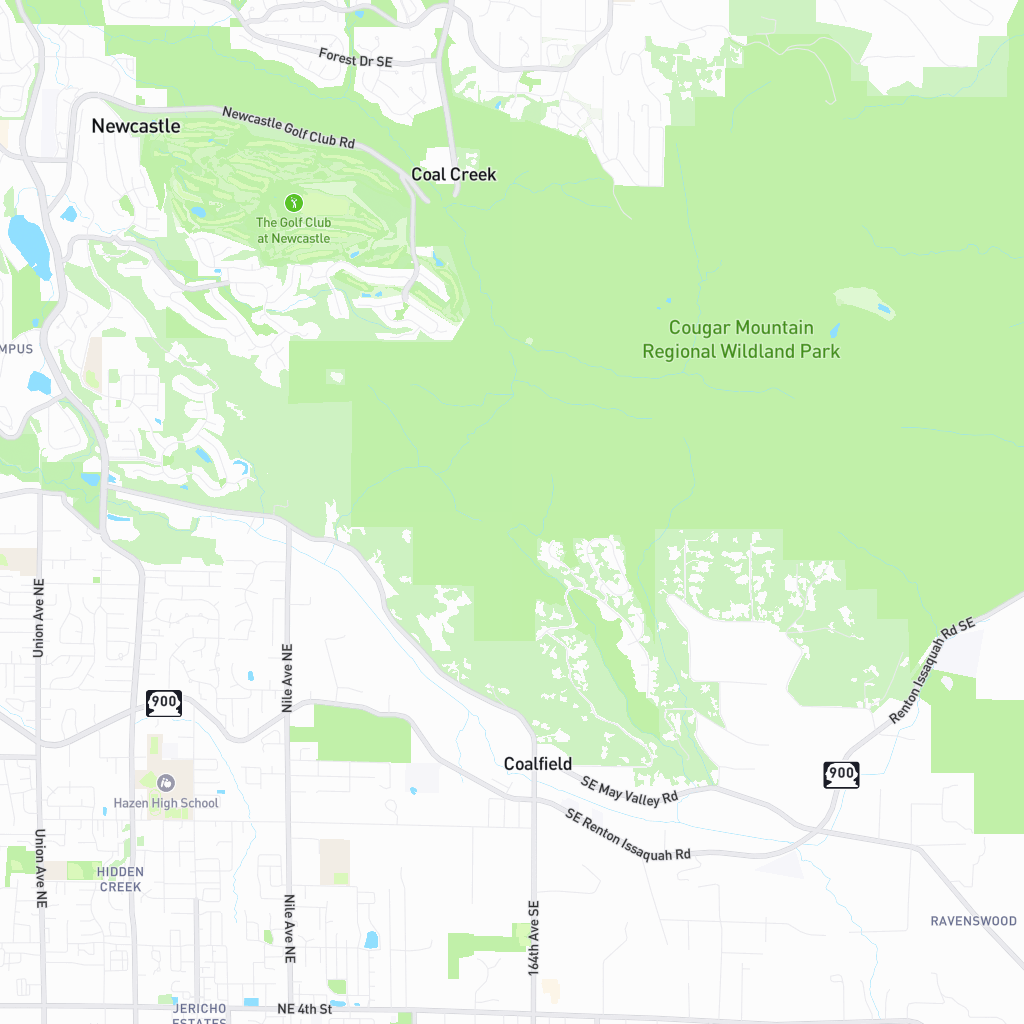 Forest Dr SE
Newcastle Golf Club Rd
Newcastle
Coal Creek
The Golf Club
at Newcastle
Cougar Mountain
Regional Wildland Park
MPUS
Union Ave NE
Nile Ave NE
Renton Issaquah Rd SE
900
Coalfield
900
SE May Valley Rd
Hazen High School
SE Renton Issaquah Rd
Union Ave NE
HIDDEN
CREEK
Nile Ave NE
164th Ave SE
RAVENSWOOD
NE 4th St
JERICHO
ESTATES